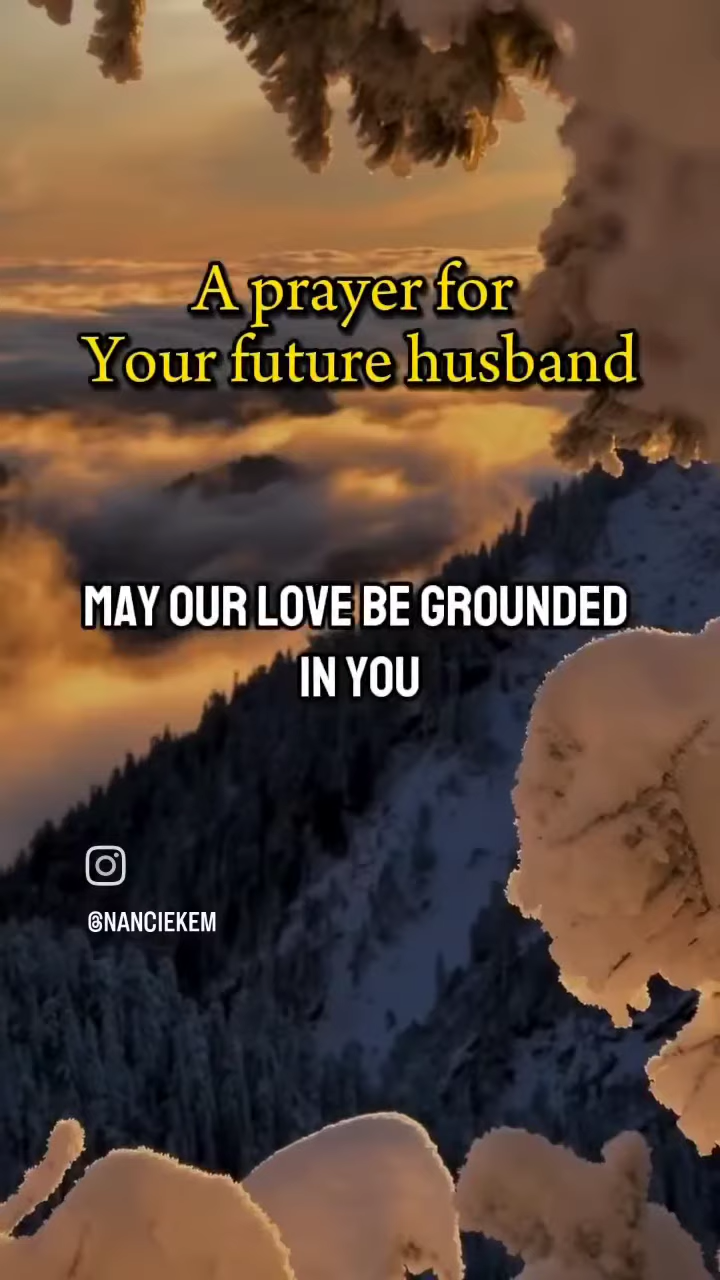 A prayer for
Your future husband
MAY OUR LOVE BE GROUNDED
IN YOU
@NANCIEKEM